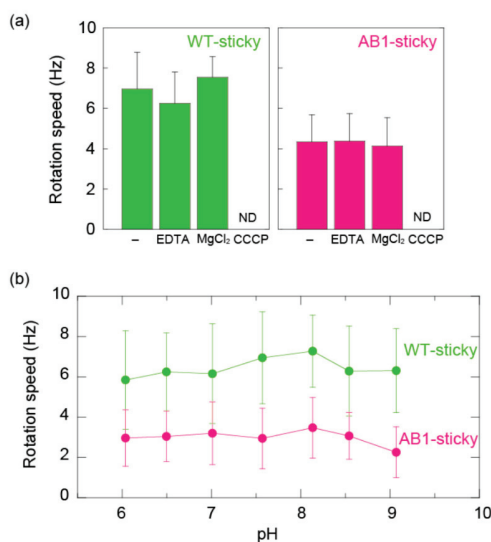 (a)
WT-sticky
AB1-sticky
Rotation speed (Hz)
10
8
6
4
2
0
ND
ND
– EDTA MgCl₂ CCCP
– EDTA MgCl₂ CCCP
(b)
Rotation speed (Hz)
10
8
6
4
2
0
WT-sticky
AB1-sticky
6 7 8 9 10
pH